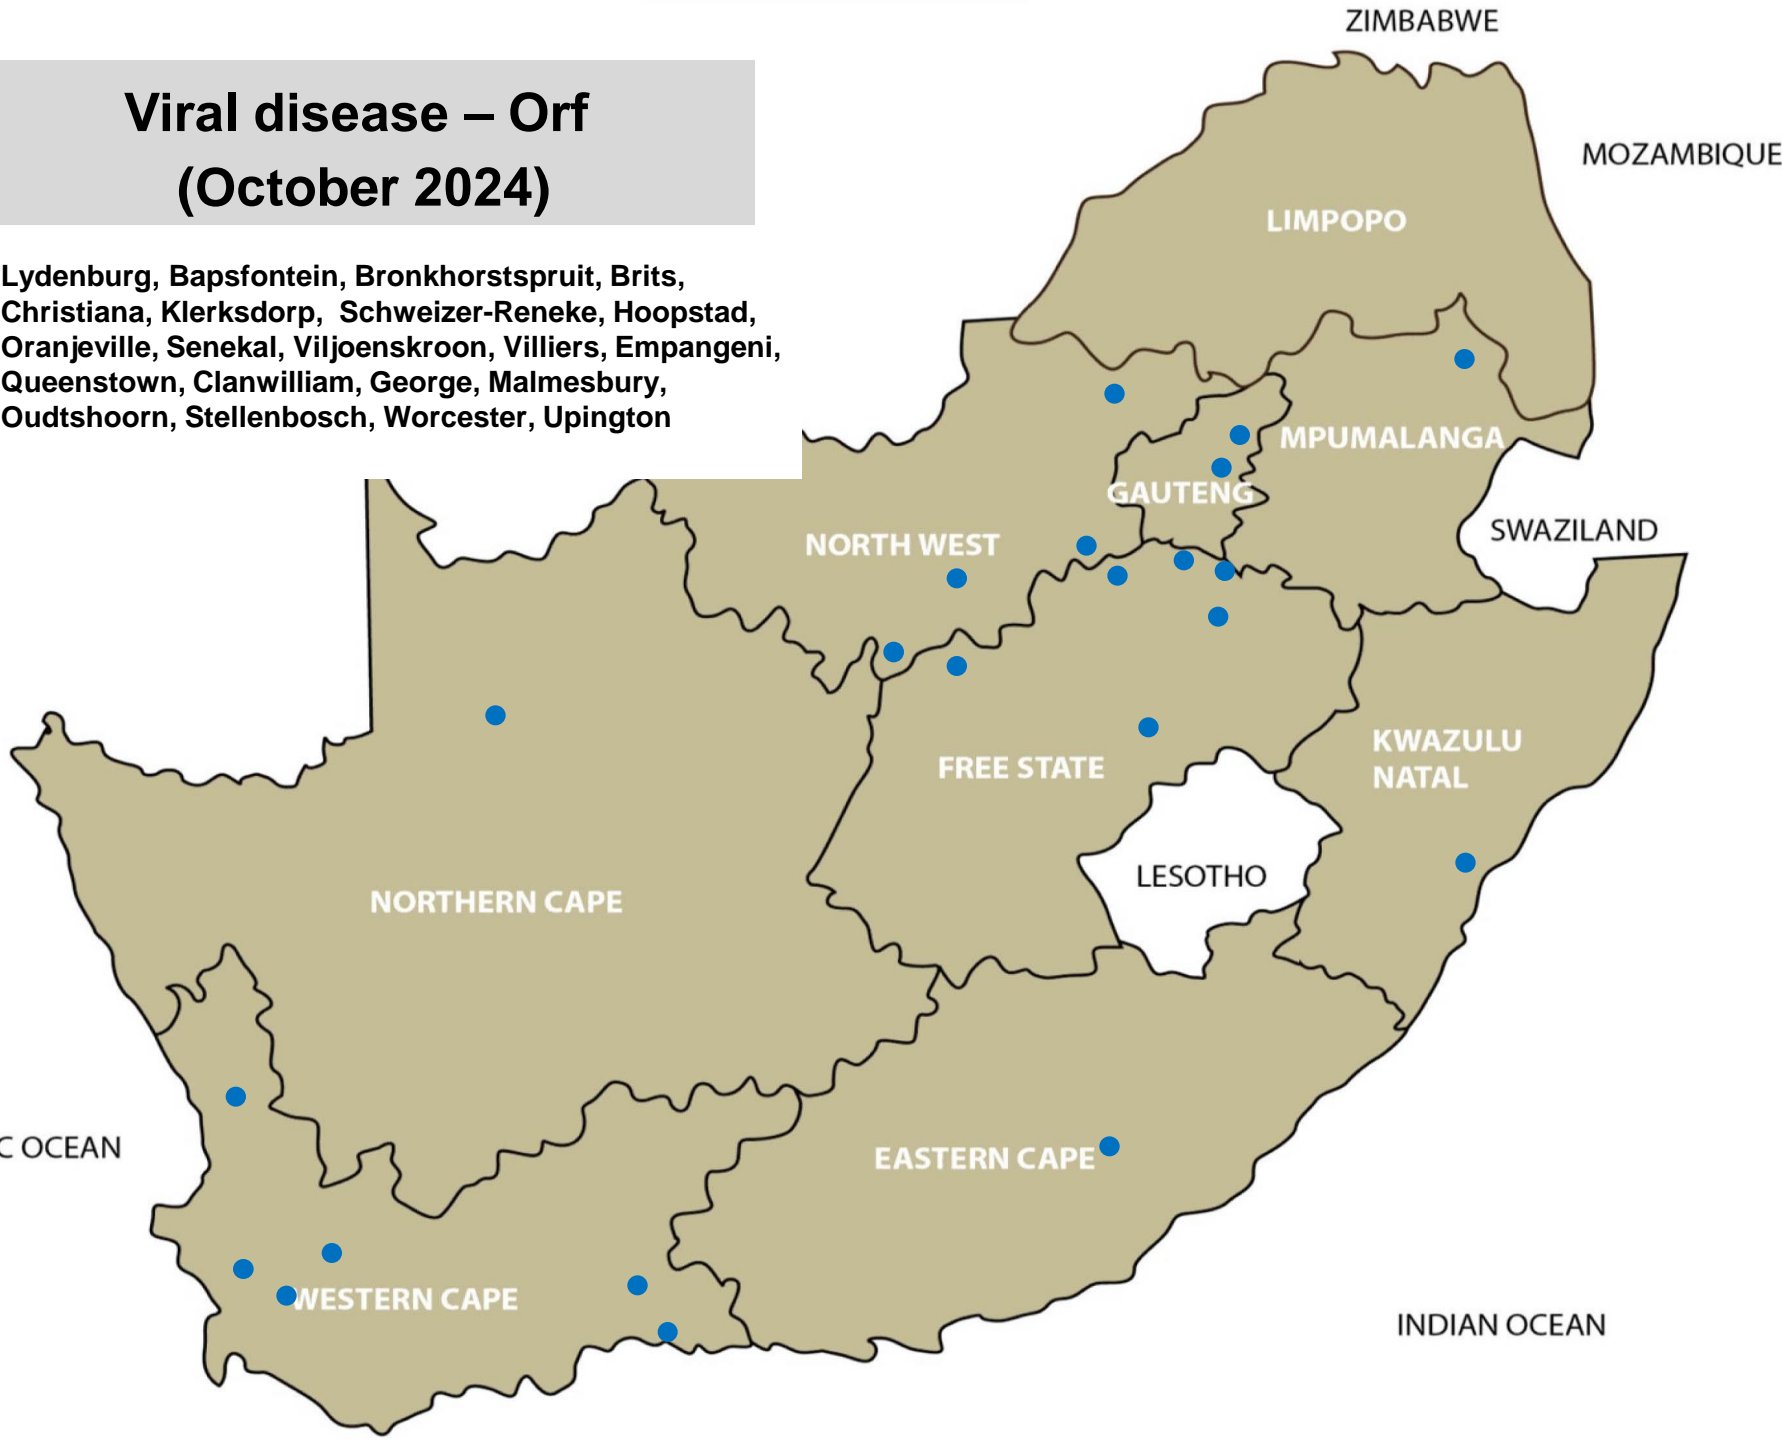 ZIMBABWE
Viral disease – Orf
(October 2024)
MOZAMBIQUE
LIMPOPO
Lydenburg, Bapsfontein, Bronkhorstspruit, Brits,
Christiana, Klerksdorp, Schweizer-Reneke, Hoopstad,
Oranjeville, Senekal, Viljoenskroon, Villiers, Empangeni,
Queenstown, Clanwilliam, George, Malmesbury,
Oudtshoorn, Stellenbosch, Worcester, Upington
MPUMALANGA
GAUTENG
SWAZILAND
NORTH WEST
KWAZULU
NATAL
FREE STATE
LESOTHO
NORTHERN CAPE
C OCEAN
EASTERN CAPE
WESTERN CAPE
INDIAN OCEAN